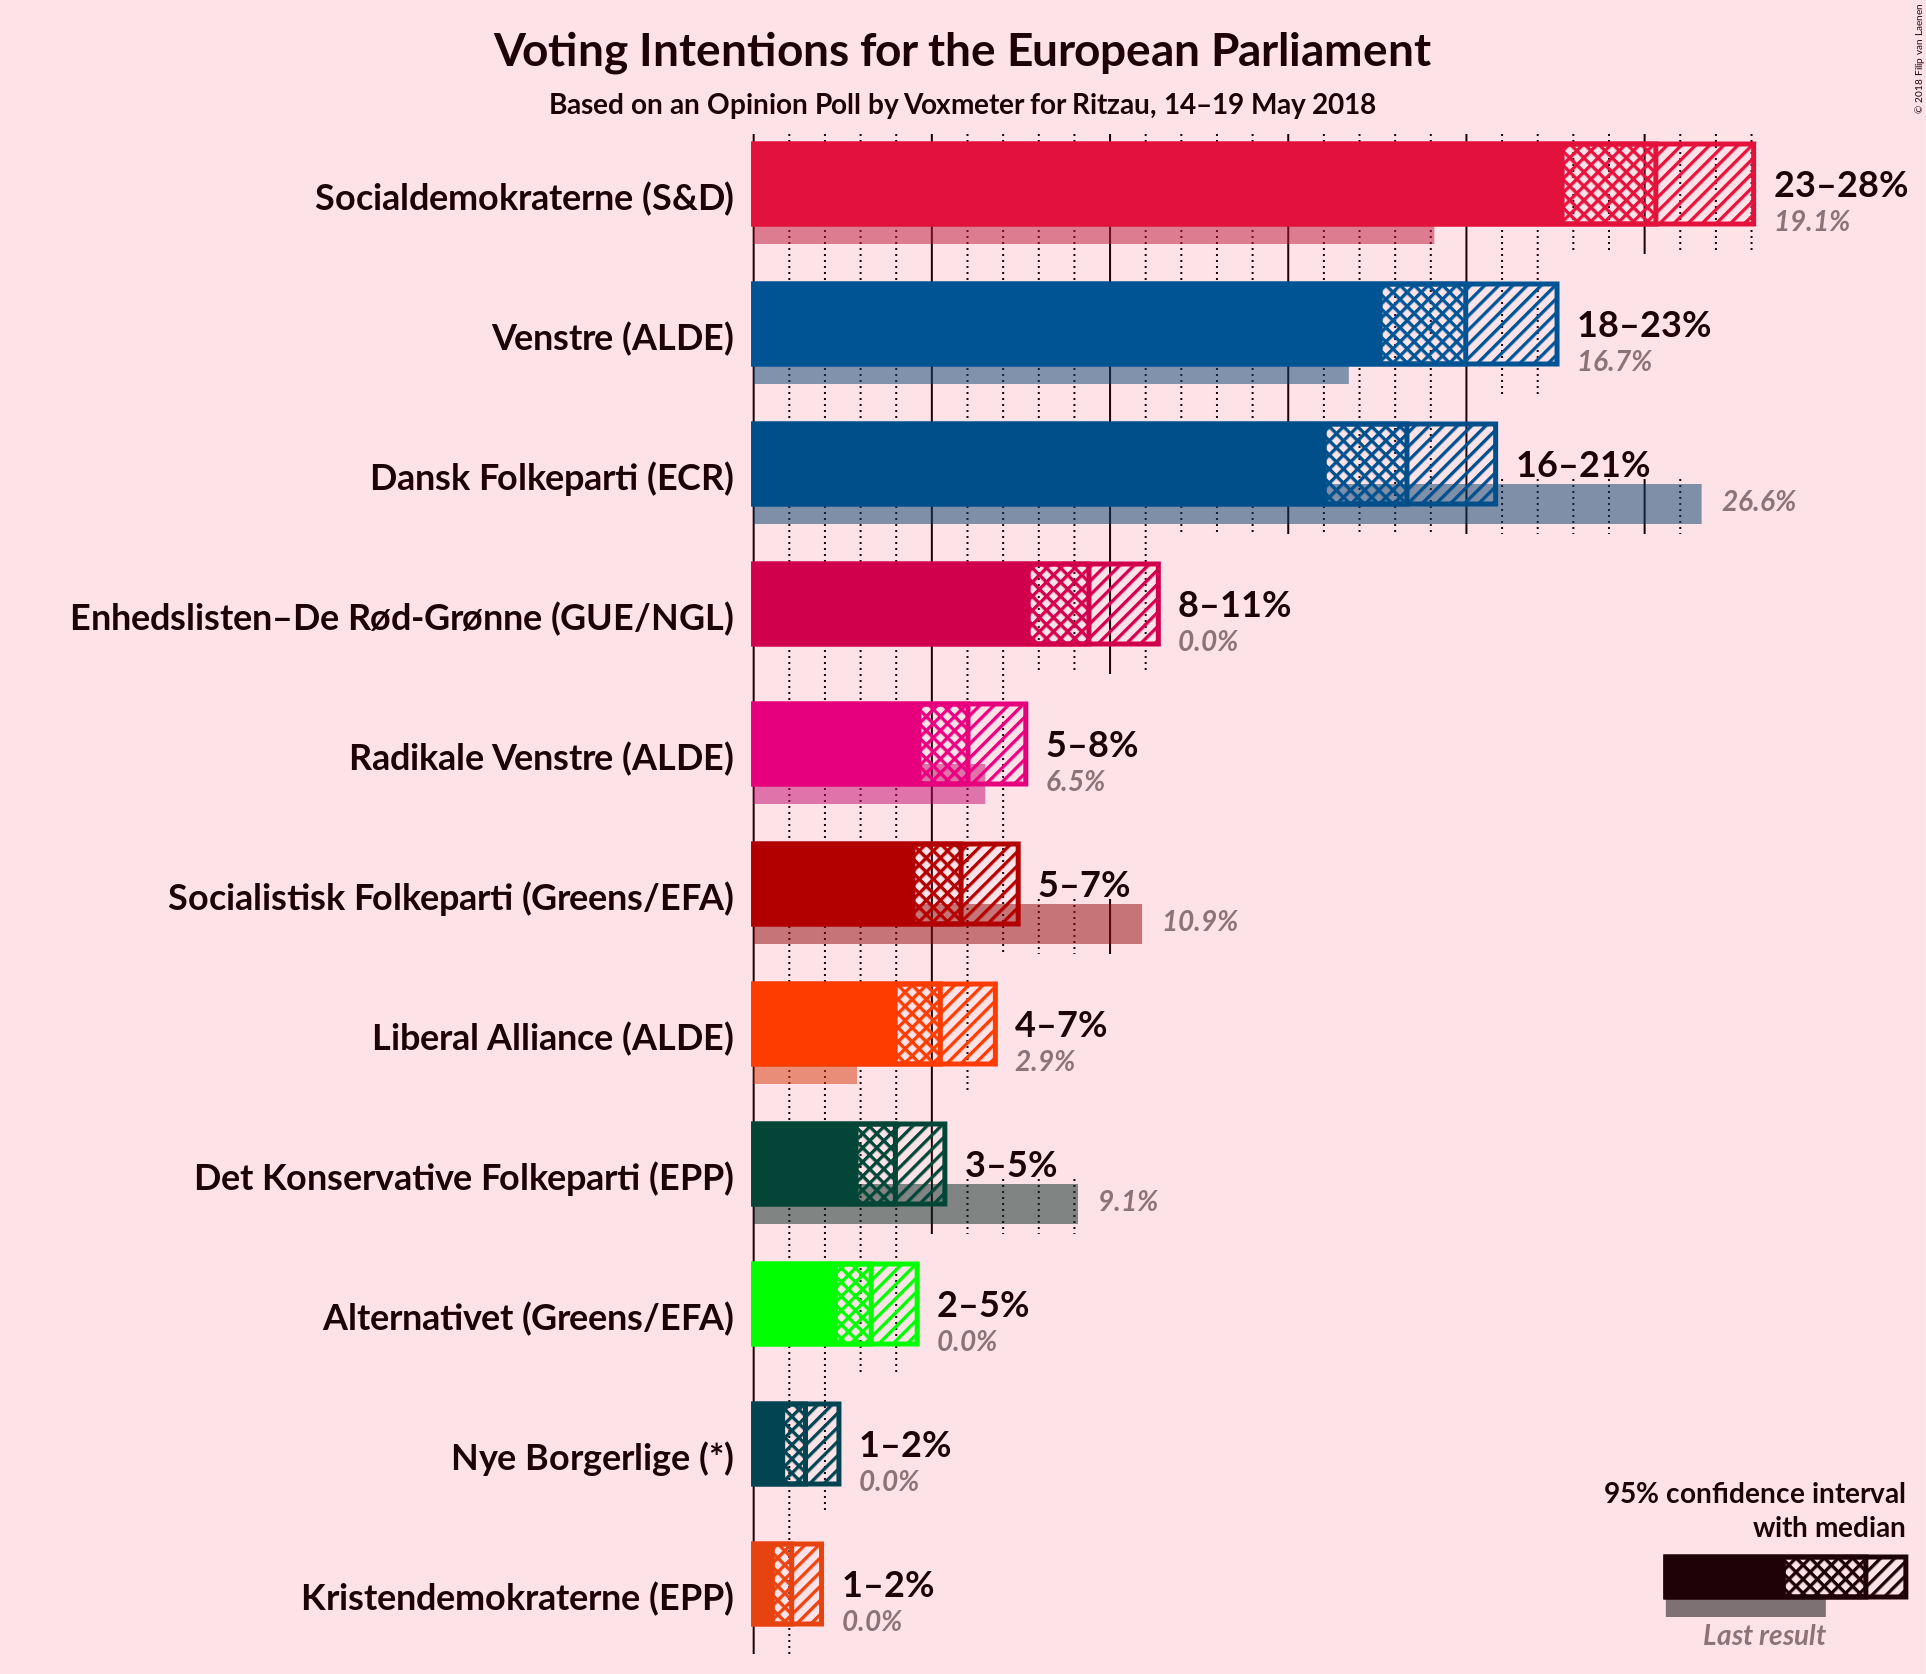 Voting Intentions for the European Parliament
Based on an Opinion Poll by Voxmeter for Ritzau, 14–19 May 2018
© 2018 Filip van Laenen
Socialdemokraterne (S&D)
23–28%
19.1%
Venstre (ALDE)
18–23%
16.7%
Dansk Folkeparti (ECR)
16–21%
26.6%
Enhedslisten–De Rød-Grønne (GUE/NGL)
8–11%
0.0%
Radikale Venstre (ALDE)
5–8%
6.5%
Socialistisk Folkeparti (Greens/EFA)
5–7%
10.9%
Liberal Alliance (ALDE)
4–7%
2.9%
Det Konservative Folkeparti (EPP)
3–5%
9.1%
Alternativet (Greens/EFA)
2–5%
0.0%
Nye Borgerlige (*)
1–2%
0.0%
Kristendemokraterne (EPP)
1–2%
0.0%
95% confidence interval
with median
Last result